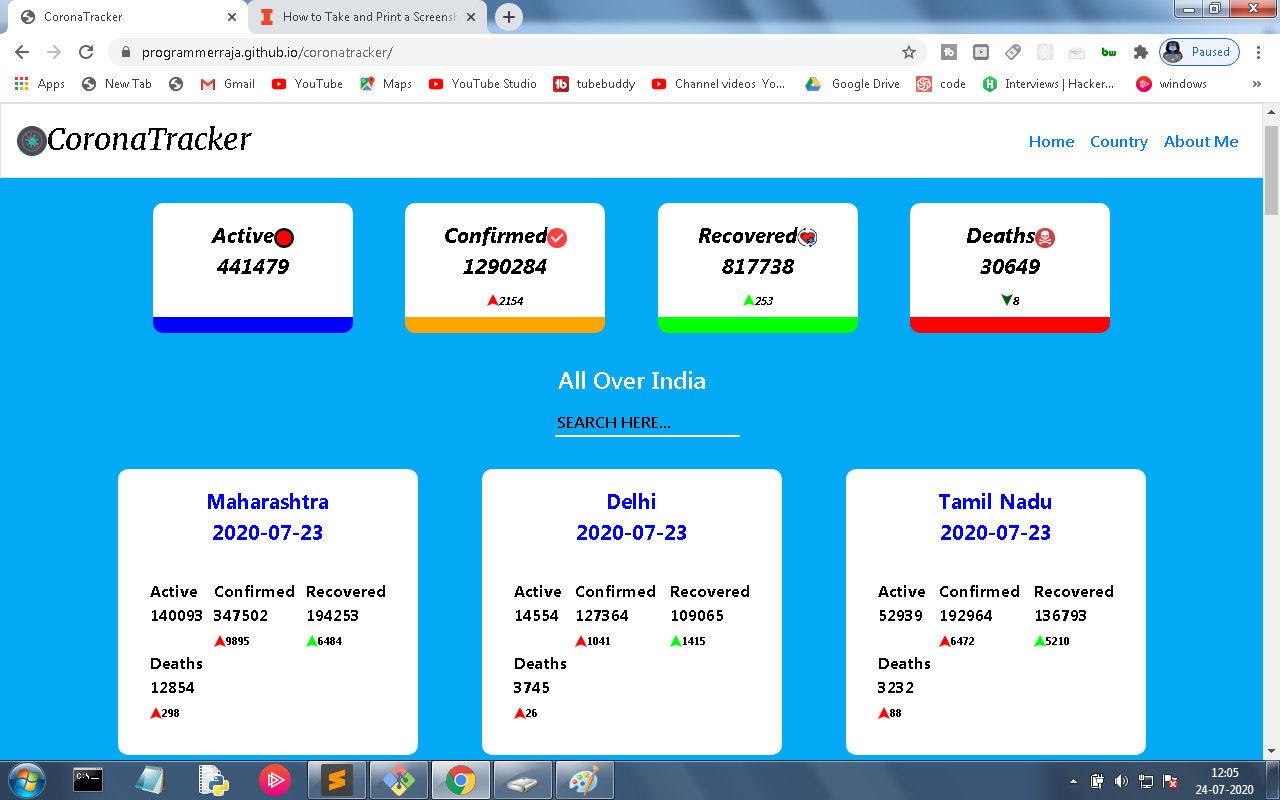 CoronaTracker
How to Take and Print a Screensh
programmerraja.github.io/coronatracker/
Paused
Apps New Tab Gmail YouTube Maps YouTube Studio tubebuddy Channel videos Yo... Google Drive code Interviews | Hacker... windows »
CoronaTracker
Home Country About Me
Active
441479
Confirmed
1290284
2154
Recovered
817738
253
Deaths
30649
8
All Over India
SEARCH HERE...
Maharashtra
2020-07-23
Active Confirmed Recovered
140093 347502 194253
9895 6484
Deaths
12854
298
Delhi
2020-07-23
Active Confirmed Recovered
14554 127364 109065
1041 1415
Deaths
3745
26
Tamil Nadu
2020-07-23
Active Confirmed Recovered
52939 192964 136793
6472 5210
Deaths
3232
88
12:05
24-07-2020